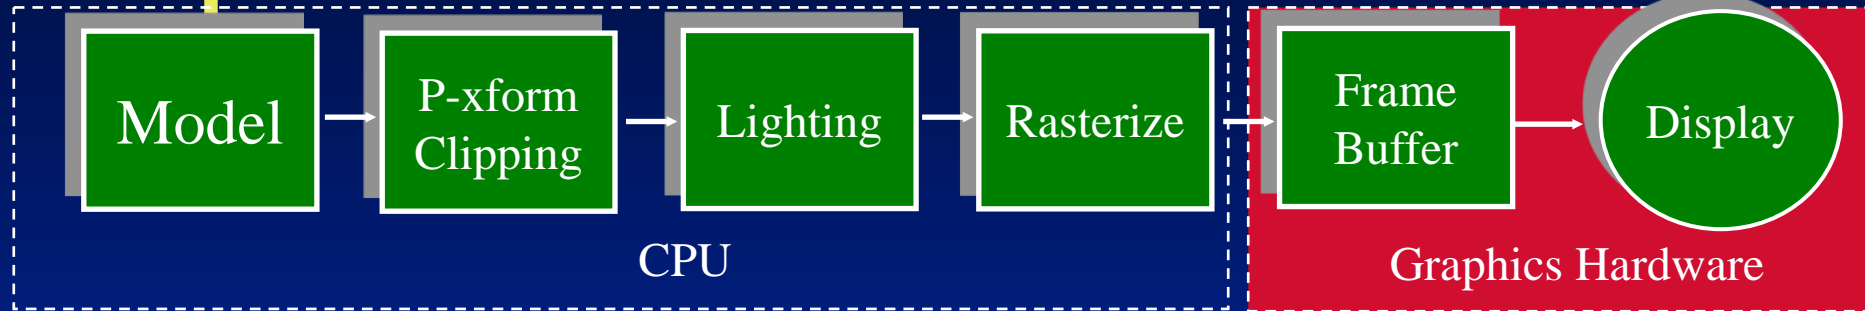 Model
P-xform
Clipping
Lighting
Rasterize
Frame
Buffer
Display
CPU
Graphics Hardware